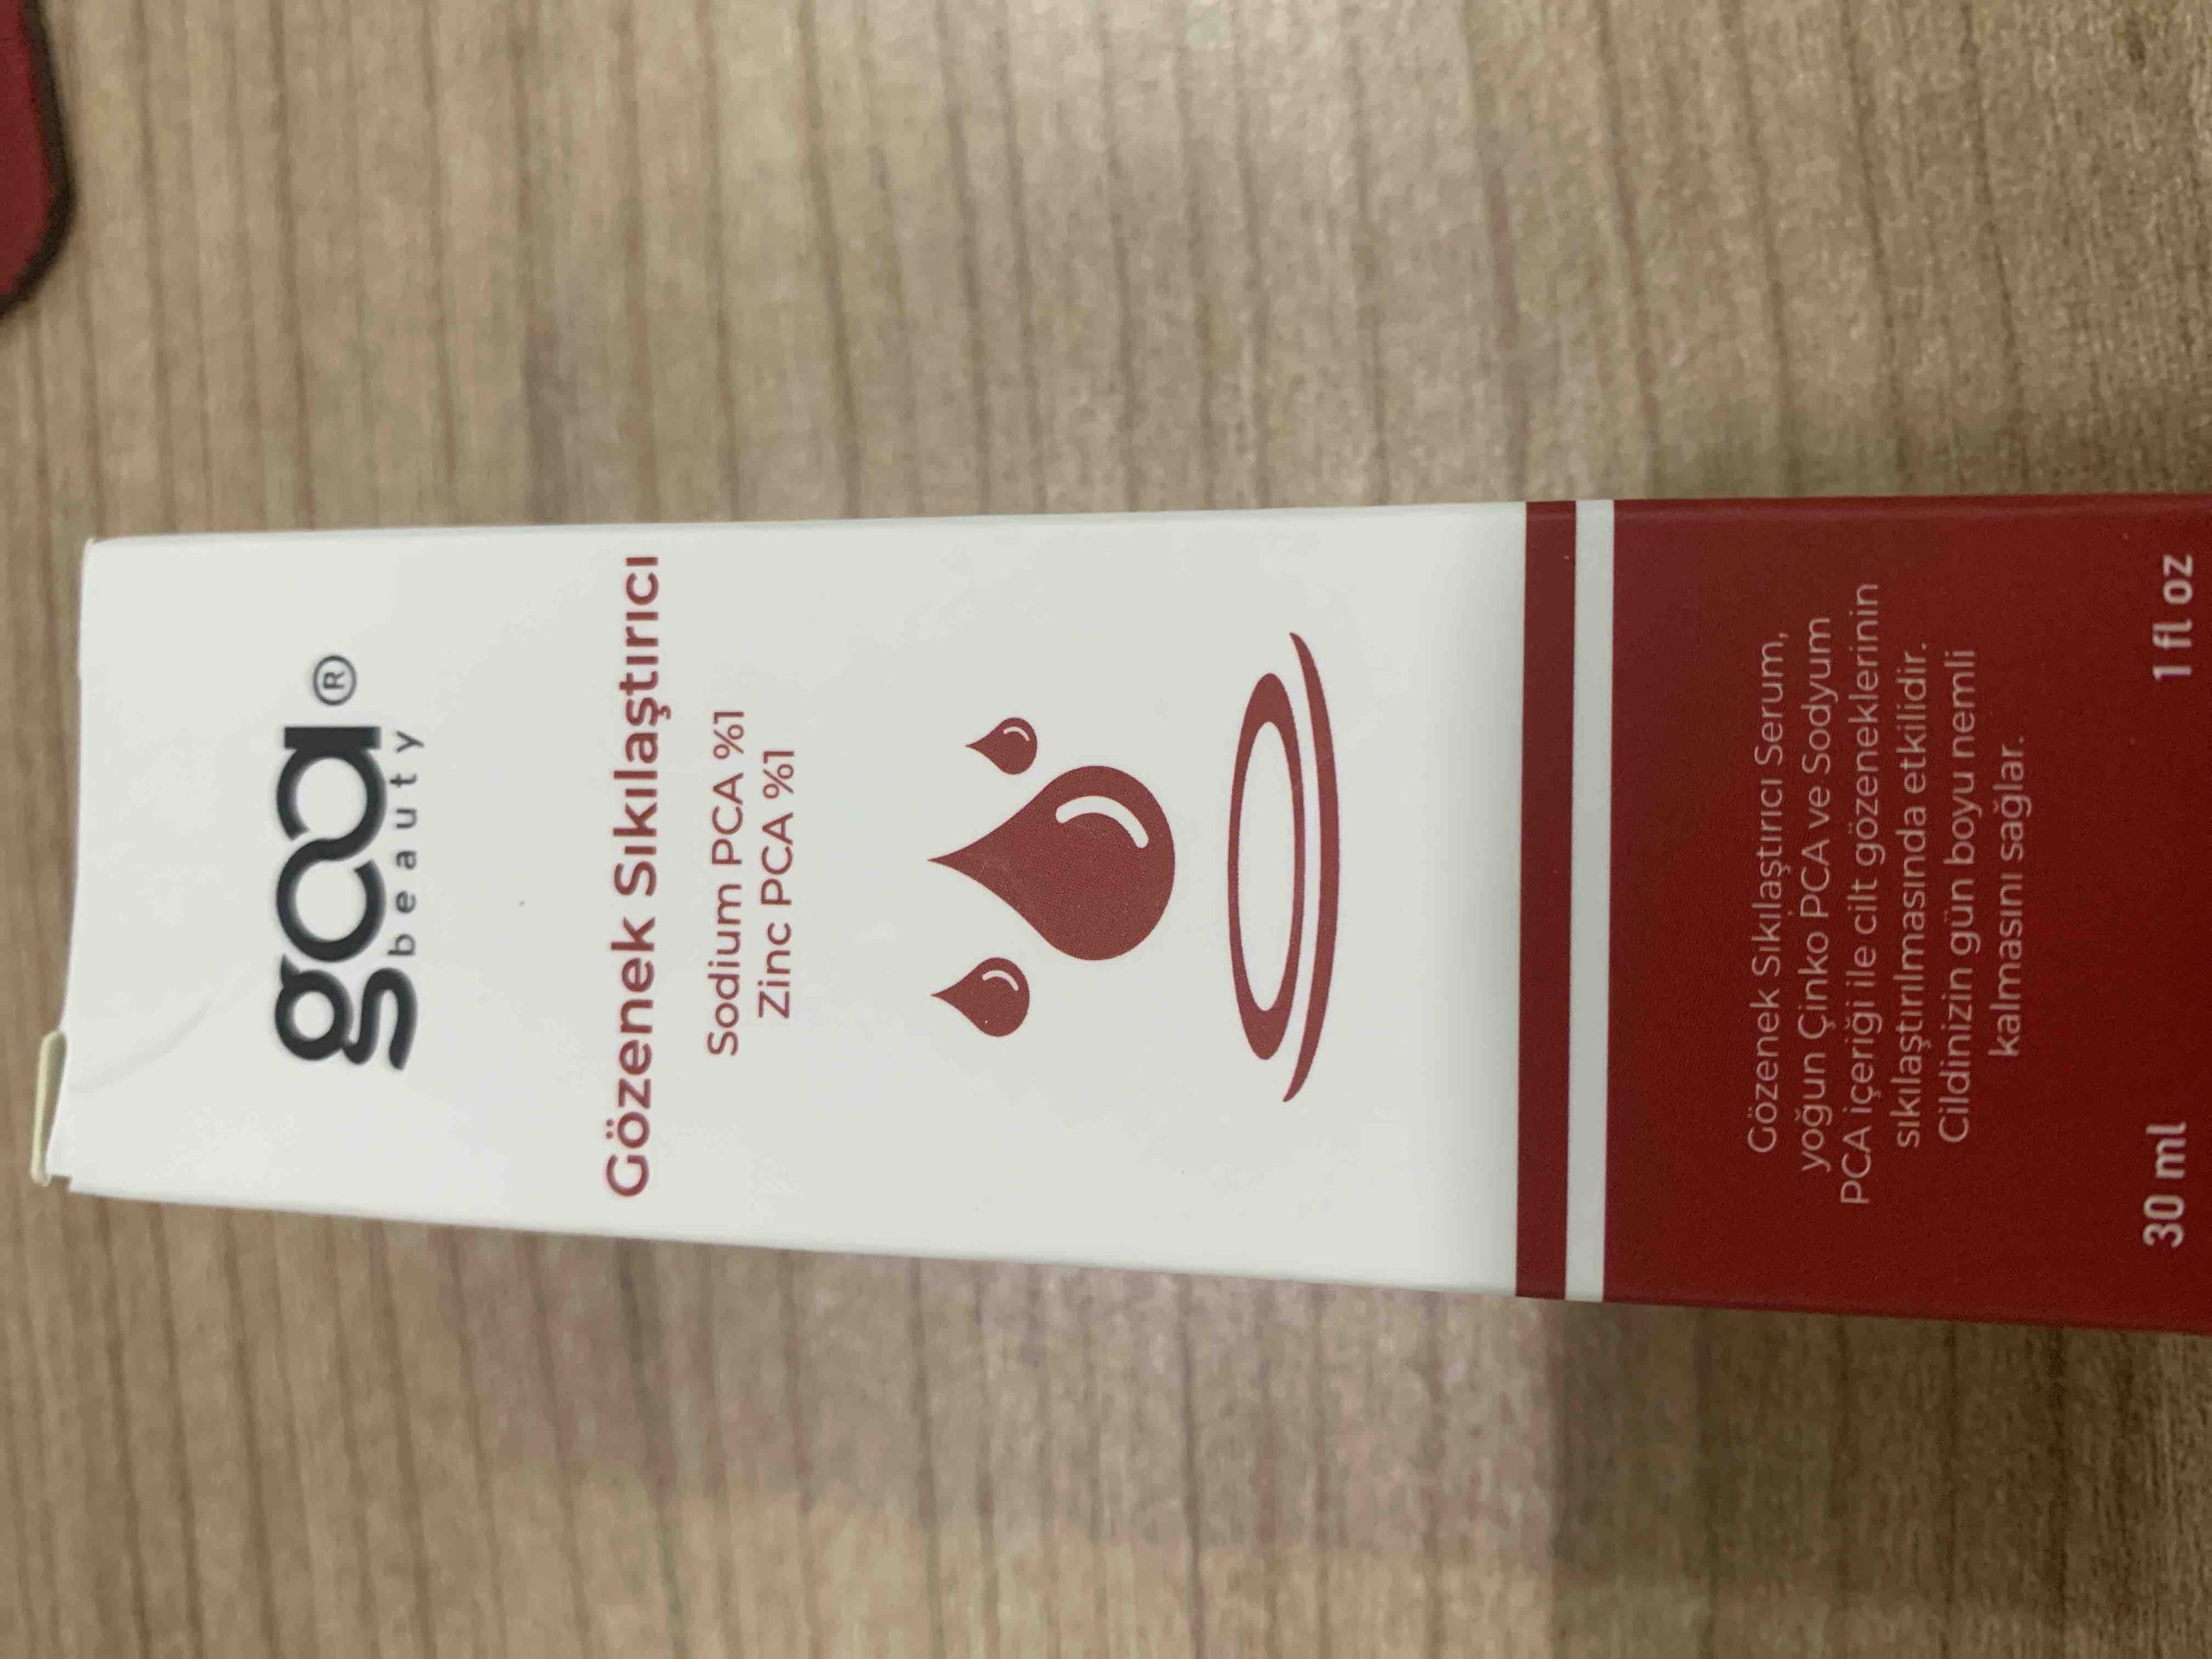 goa®
beauty
Gözenek Sıkılaştırıcı
Sodium PCA %1
Zinc PCA %1
Gözenek Sıkılaştırıcı Serum,
yoğun Çinko PCA ve Sodyum
PCA içeriği ile cilt gözeneklerinin
sıkılaştırılmasında etkilidir.
Cildinizin gün boyu nemli
kalmasını sağlar.
30 ml 1 fl oz